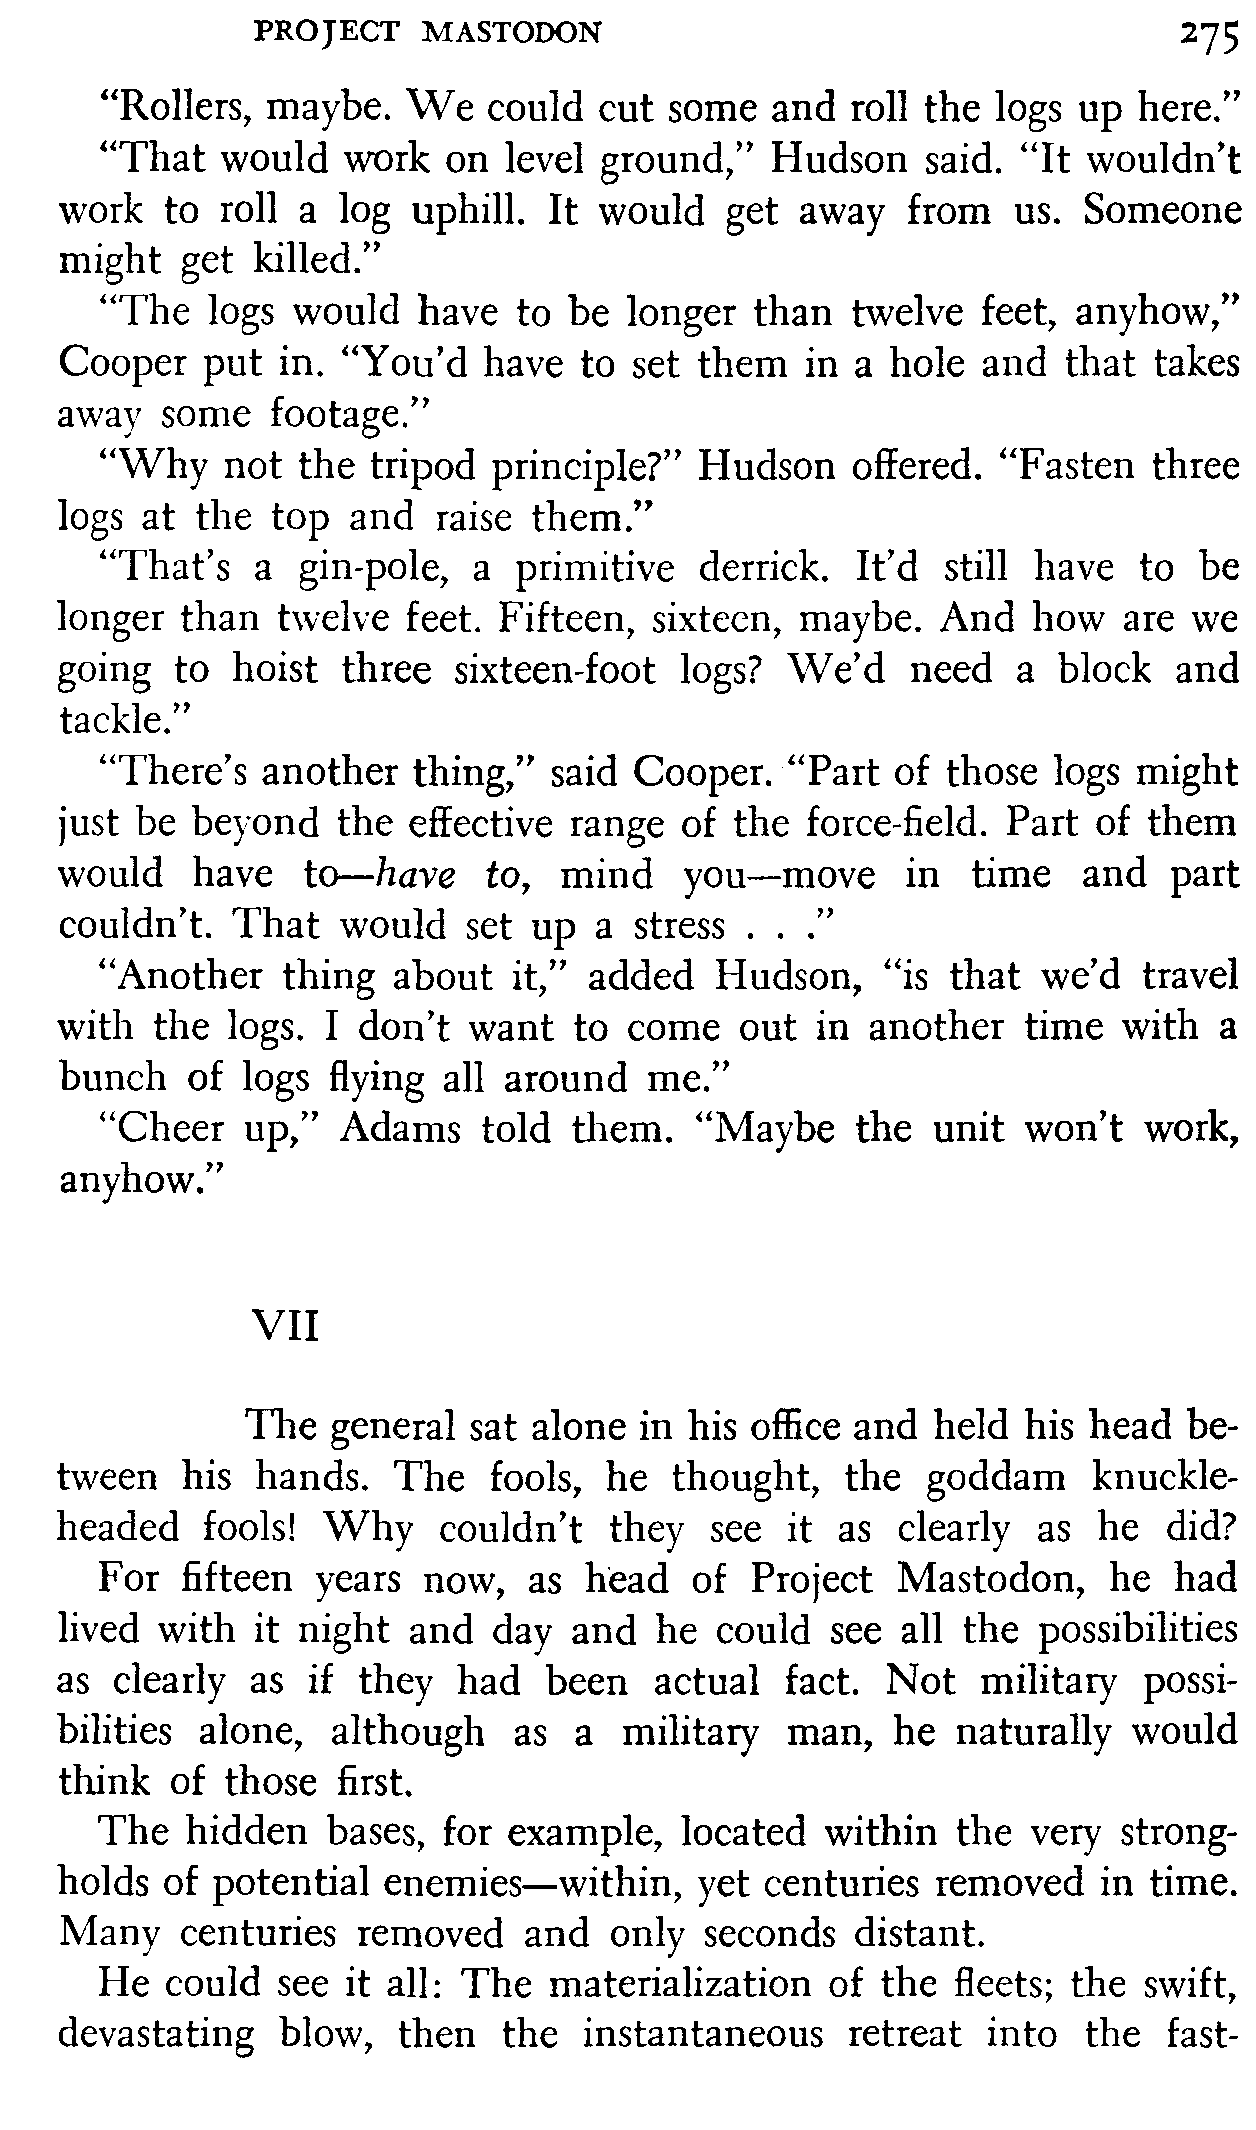 PROJECT MASTODON 275
“Rollers, maybe. We could cut some and roll the logs up here.”
“That would work on level ground,” Hudson said. “It wouldn’t
work to roll a log uphill. It would get away from us. Someone
might get killed.”
“The logs would have to be longer than twelve feet, anyhow,”
Cooper put in. “You’d have to set them in a hole and that takes
away some footage.”
“Why not the tripod principle?” Hudson offered. “Fasten three
logs at the top and raise them.”
“That’s a gin-pole, a primitive derrick. It’d still have to be
longer than twelve feet. Fifteen, sixteen, maybe. And how are we
going to hoist three sixteen-foot logs? We’d need a block and
tackle.”
“There’s another thing,” said Cooper. “Part of those logs might
just be beyond the effective range of the force-field. Part of them
would have to—have to, mind you—move in time and part
couldn’t. That would set up a stress . . .”
“Another thing about it,” added Hudson, “is that we’d travel
with the logs. I don’t want to come out in another time with a
bunch of logs flying all around me.”
“Cheer up,” Adams told them. “Maybe the unit won’t work,
anyhow.”
VII
The general sat alone in his office and held his head be-
tween his hands. The fools, he thought, the goddam knuckle-
headed fools! Why couldn’t they see it as clearly as he did?
For fifteen years now, as head of Project Mastodon, he had
lived with it night and day and he could see all the possibilities
as clearly as if they had been actual fact. Not military possi-
bilities alone, although as a military man, he naturally would
think of those first.
The hidden bases, for example, located within the very strong-
holds of potential enemies—within, yet centuries removed in time.
Many centuries removed and only seconds distant.
He could see it all: The materialization of the fleets; the swift,
devastating blow, then the instantaneous retreat into the fast-